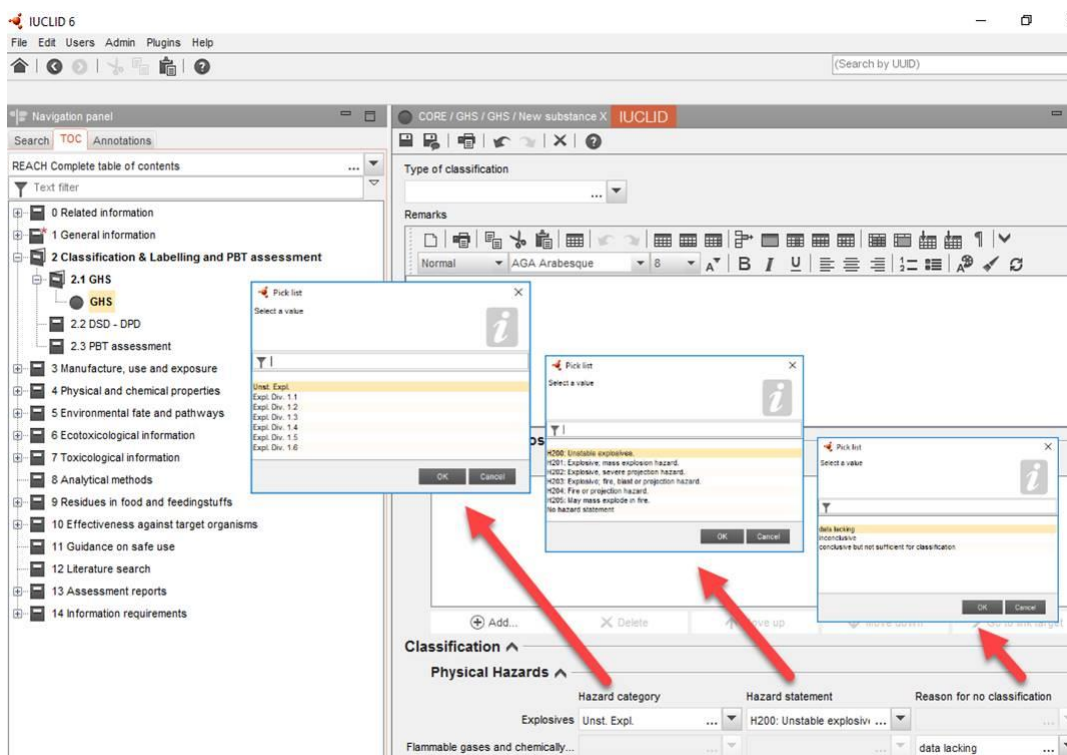 IUCLID 6
File Edit Users Admin Plugins Help
(Search by UUID)
Navigation panel
Search TOC Annotations
REACH Complete table of contents ...
Text filter
0 Related information
1 General information
2 Classification & Labelling and PBT assessment
2.1 GHS
GHS
2.2 DSD - DPD
2.3 PBT assessment
3 Manufacture, use and exposure
4 Physical and chemical properties
5 Environmental fate and pathways
6 Ecotoxicological information
7 Toxicological information
8 Analytical methods
9 Residues in food and feedingstuffs
10 Effectiveness against target organisms
11 Guidance on safe use
12 Literature search
13 Assessment reports
14 Information requirements
CORE / GHS / GHS / New substance X IUCLID
Type of classification
...
Remarks
Normal AGA Arabesque 8
B I U
Pick list
Select a value
Unst. Expl.
Expl. Div. 1.1
Expl. Div. 1.2
Expl. Div. 1.3
Expl. Div. 1.4
Expl. Div. 1.5
Expl. Div. 1.6
OK Cancel
Pick list
Select a value
H200: Unstable explosives.
H201: Explosive; mass explosion hazard.
H202: Explosive, severe projection hazard.
H203: Explosive; fire, blast or projection hazard.
H204: Fire or projection hazard.
H205: May mass explode in fire.
No hazard statement
OK Cancel
Pick list
Select a value
data lacking
inconclusive
conclusive but not sufficient for classification
OK Cancel
Add... Delete Move up Move down Go to link target
Classification
Physical Hazards
Hazard category Hazard statement Reason for no classification
Explosives Unst. Expl. ... H200: Unstable explosiv ... ...
Flammable gases and chemically... ... ... data lacking ...